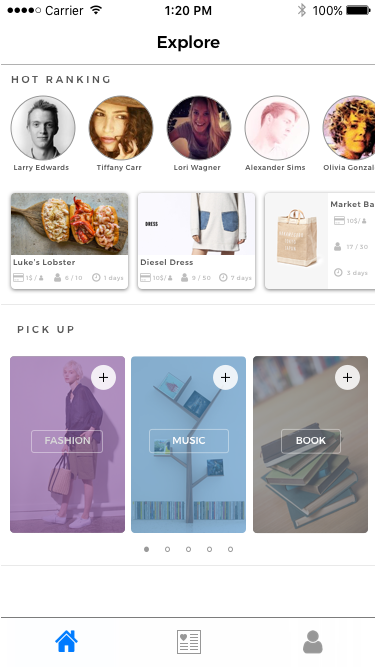 Carrier 1:20 PM 100%
Explore
HOT RANKING
Larry Edwards Tiffany Carr Lori Wagner Alexander Sims Olivia Gonzal
DRESS
Market Ba
10$/
17 / 30
3 days
Luke's Lobster
1$ / 6 / 10 1 days
Diesel Dress
10$/ 9 / 50 7 days
PICK UP
+ + +
FASHION MUSIC BOOK